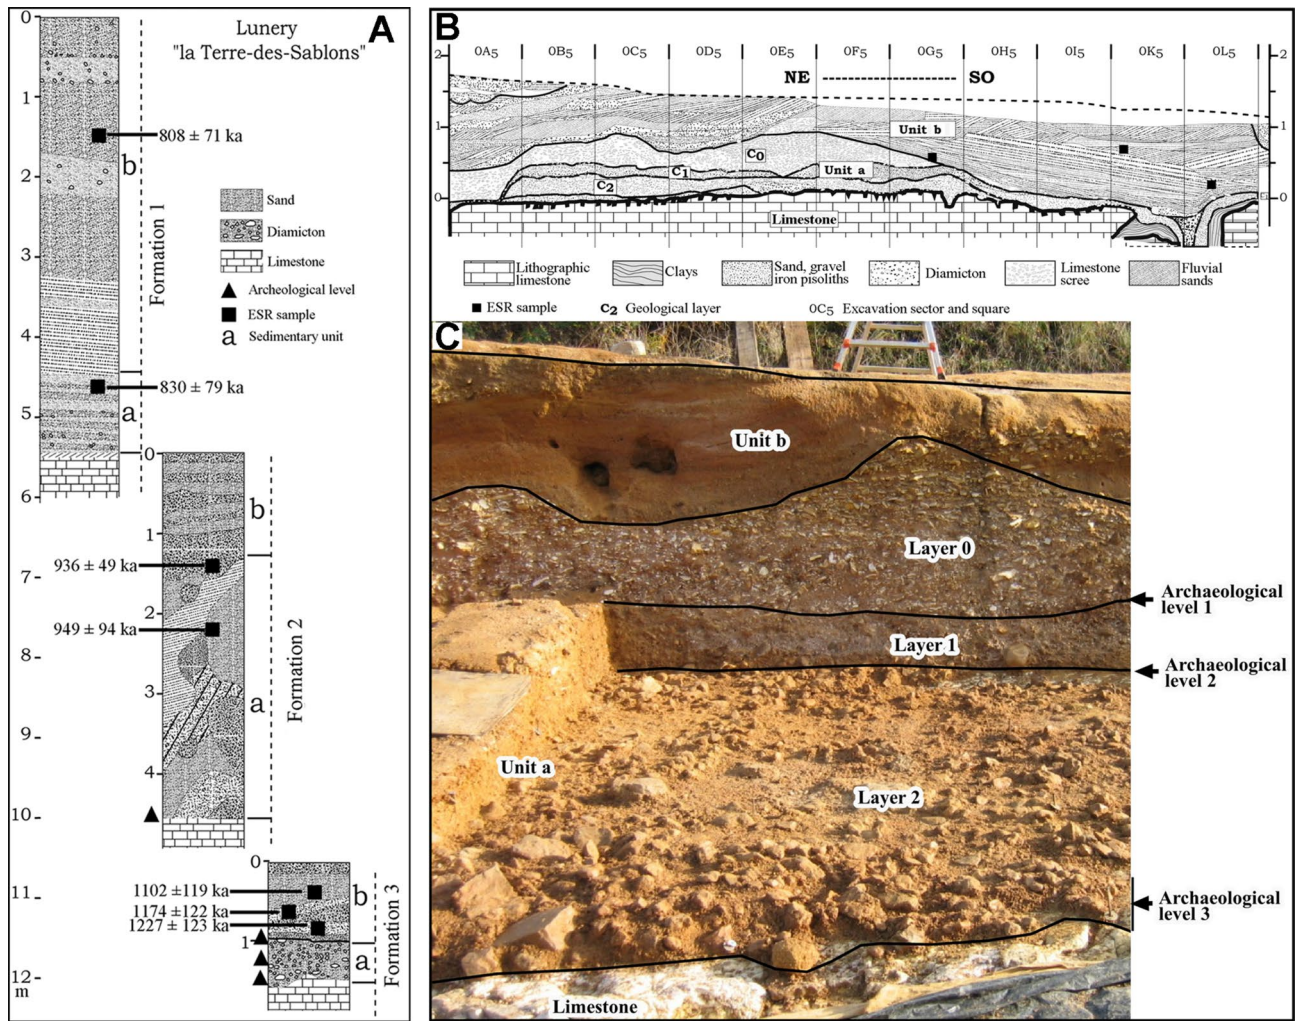 A
Lunery
"la Terre-des-Sablons"
0
1
2
3
4
5
6
7-
8-
9-
10-
11-
12-
m
808 ± 71 ka
830 ± 79 ka
b
a
Formation 1
Sand
Diamicton
Limestone
Archeological level
ESR sample
a Sedimentary unit
0
1
2
3
4
936 ± 49 ka
949 ± 94 ka
b
a
Formation 2
0
1
1102 ±119 ka
1174 ±122 ka
1227 ± 123 ka
b
a
Formation 3
B
0A5 0B5 0C5 0D5 0E5 0F5 0G5 0H5 0I5 0K5 0L5
2
1
0
2
1
0
NE SO
Unit b
C0
C1
Unit a
C2
Limestone
Lithographic
limestone
Clays
Sand, gravel
iron pisoliths
Diamicton
Limestone
scree
Fluvial
sands
ESR sample
C2 Geological layer
0C5 Excavation sector and square
C
Unit b
Layer 0
Archaeological
level 1
Layer 1
Archaeological
level 2
Unit a
Layer 2
Archaeological
level 3
Limestone